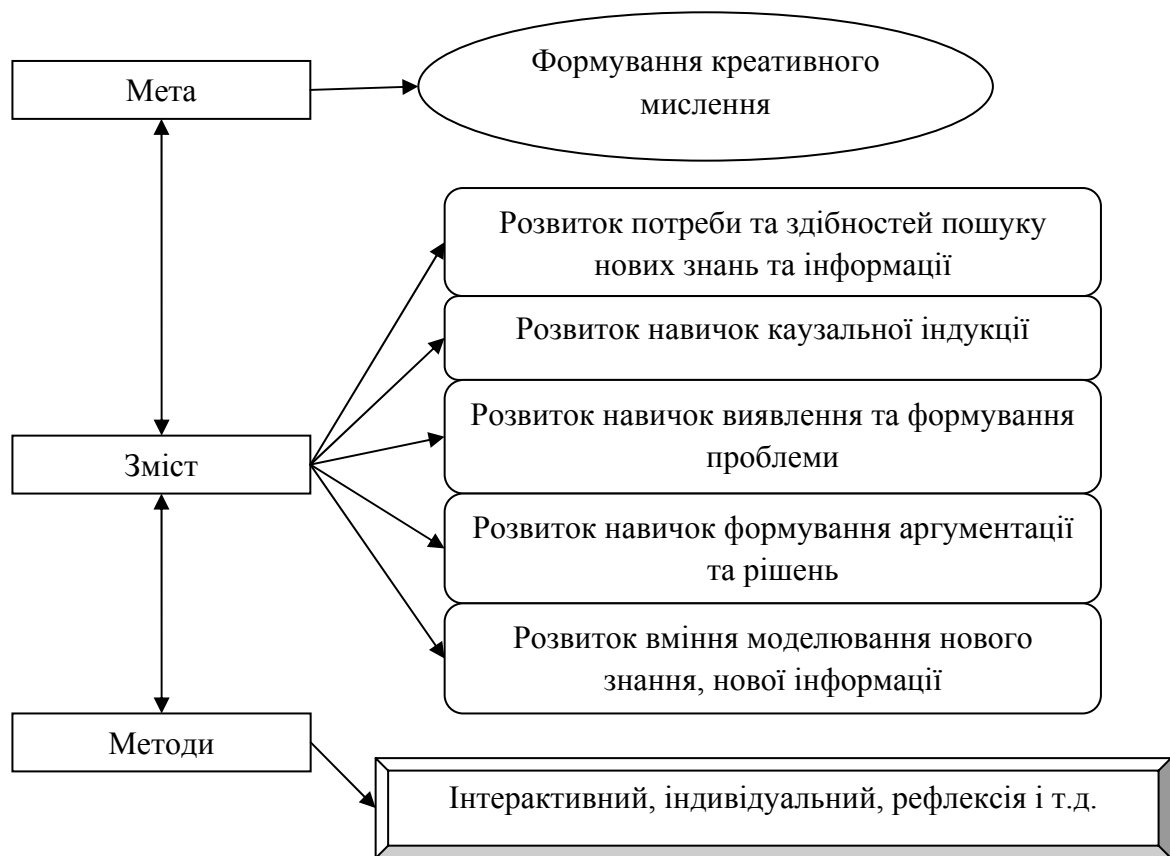 Мета
Формування креативного
мислення
Розвиток потреби та здібностей пошуку
нових знань та інформації
Розвиток навичок каузальної індукції
Розвиток навичок виявлення та формування
проблеми
Зміст
Розвиток навичок формування аргументації
та рішень
Розвиток вміння моделювання нового
знання, нової інформації
Методи
Інтерактивний, індивідуальний, рефлексія і т.д.